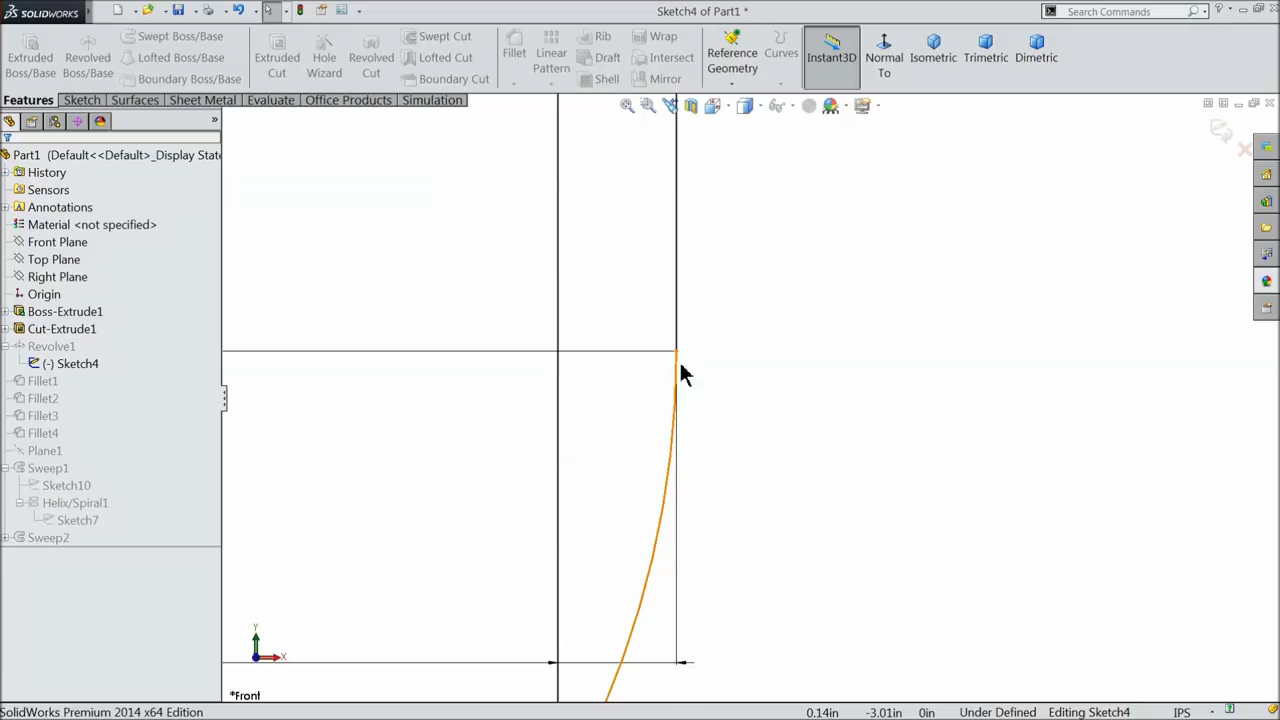 SOLIDWORKS
Sketch4 of Part1 *
Search Commands
Extruded Boss/Base
Revolved Boss/Base
Swept Boss/Base
Lofted Boss/Base
Boundary Boss/Base
Extruded Cut
Hole Wizard
Revolved Cut
Swept Cut
Lofted Cut
Boundary Cut
Fillet
Linear Pattern
Rib
Draft
Shell
Wrap
Intersect
Mirror
Reference Geometry
Curves
Instant3D
Normal To
Isometric
Trimetric
Dimetric
Features Sketch Surfaces Sheet Metal Evaluate Office Products Simulation
Part1 (Default<<Default>_Display State
History
Sensors
Annotations
Material <not specified>
Front Plane
Top Plane
Right Plane
Origin
Boss-Extrude1
Cut-Extrude1
Revolve1
(-) Sketch4
Fillet1
Fillet2
Fillet3
Fillet4
Plane1
Sweep1
Sketch10
Helix/Spiral1
Sketch7
Sweep2
Y
X
*Front
SolidWorks Premium 2014 x64 Edition 0.14in -3.01in 0in Under Defined Editing Sketch4 IPS